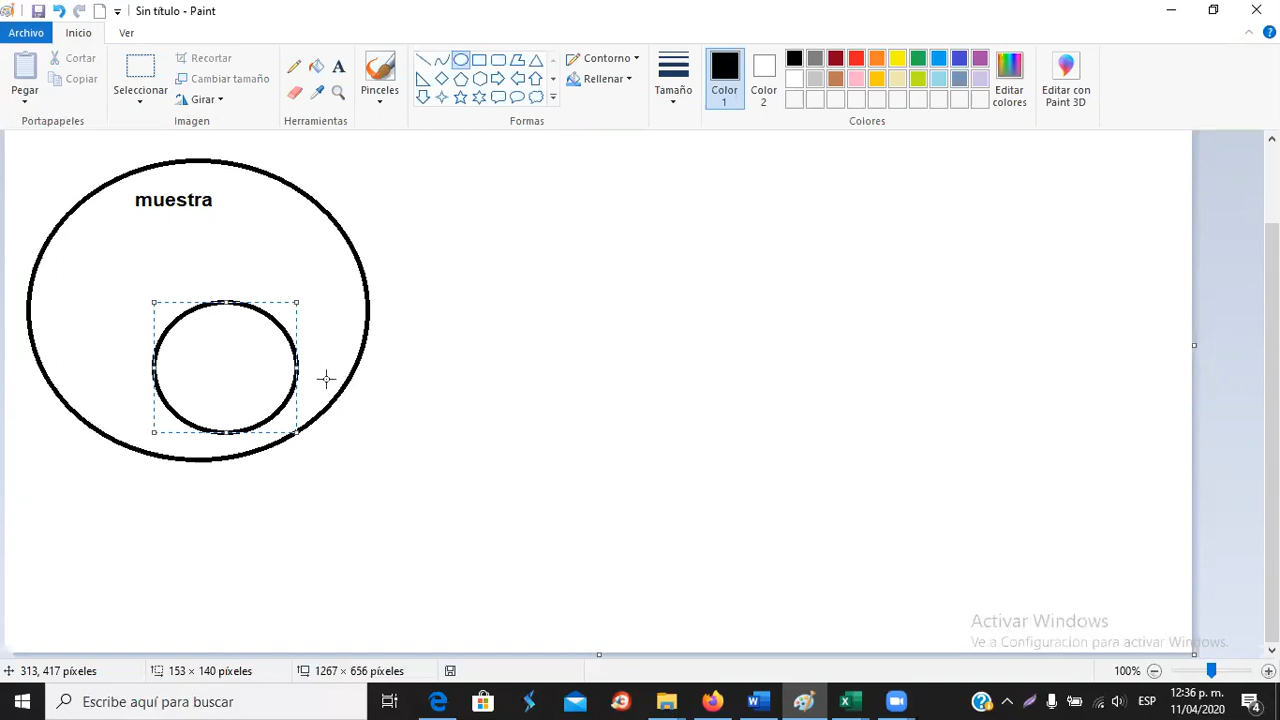 Sin título - Paint
Archivo Inicio Ver
Pegar
Cortar
Copiar
Portapapeles
Seleccionar
Recortar
Cambiar tamaño
Girar
Imagen
A
Herramientas
Pinceles
Contorno
Rellenar
Formas
Tamaño
Color
1
Color
2
Editar
colores
Colores
Editar con
Paint 3D
muestra
Activar Windows
Ve a Configuración para activar Windows.
313, 417 píxeles 153 × 140 píxeles 1267 × 656 píxeles 100%
Escribe aquí para buscar
ESP
12:36 p. m.
11/04/2020
4